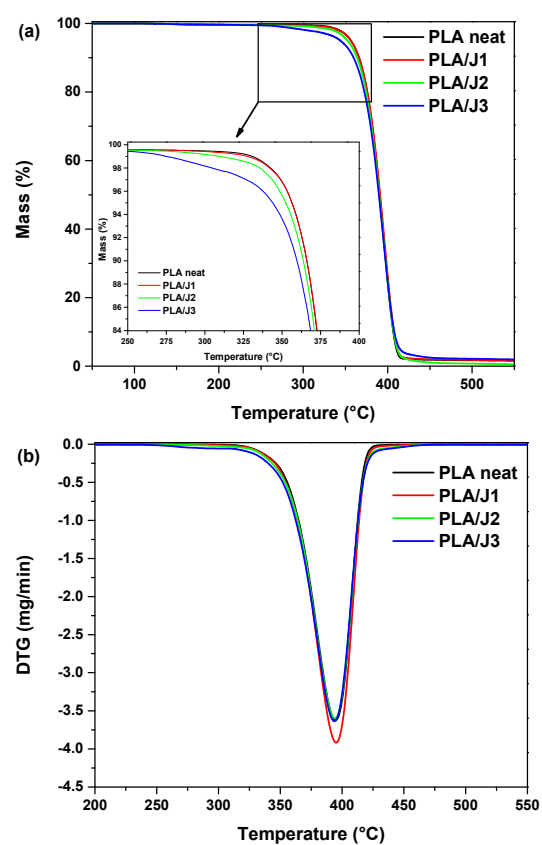 (a)
Mass (%)
100
80
60
40
20
0
PLA neat
PLA/J1
PLA/J2
PLA/J3
Mass (%)
100
98
96
94
92
90
88
86
84
PLA neat
PLA/J1
PLA/J2
PLA/J3
250 275 300 325 350 375 400
Temperature (°C)
100 200 300 400 500
Temperature (°C)
(b)
DTG (mg/min)
0.0
-0.5
-1.0
-1.5
-2.0
-2.5
-3.0
-3.5
-4.0
-4.5
PLA neat
PLA/J1
PLA/J2
PLA/J3
200 250 300 350 400 450 500 550
Temperature (°C)